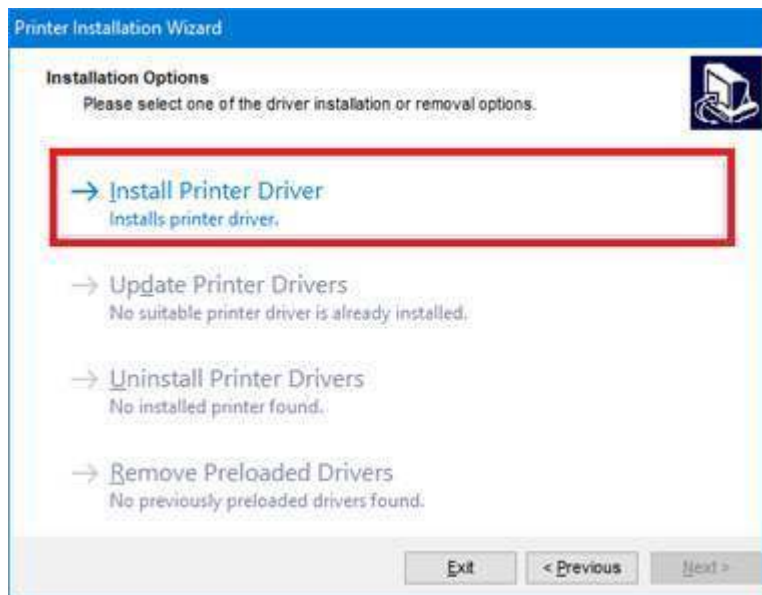 Printer Installation Wizard
Installation Options
Please select one of the driver installation or removal options.
→ Install Printer Driver
Installs printer driver.
→ Update Printer Drivers
No suitable printer driver is already installed.
→ Uninstall Printer Drivers
No installed printer found.
→ Remove Preloaded Drivers
No previously preloaded drivers found.
Exit < Previous Next >